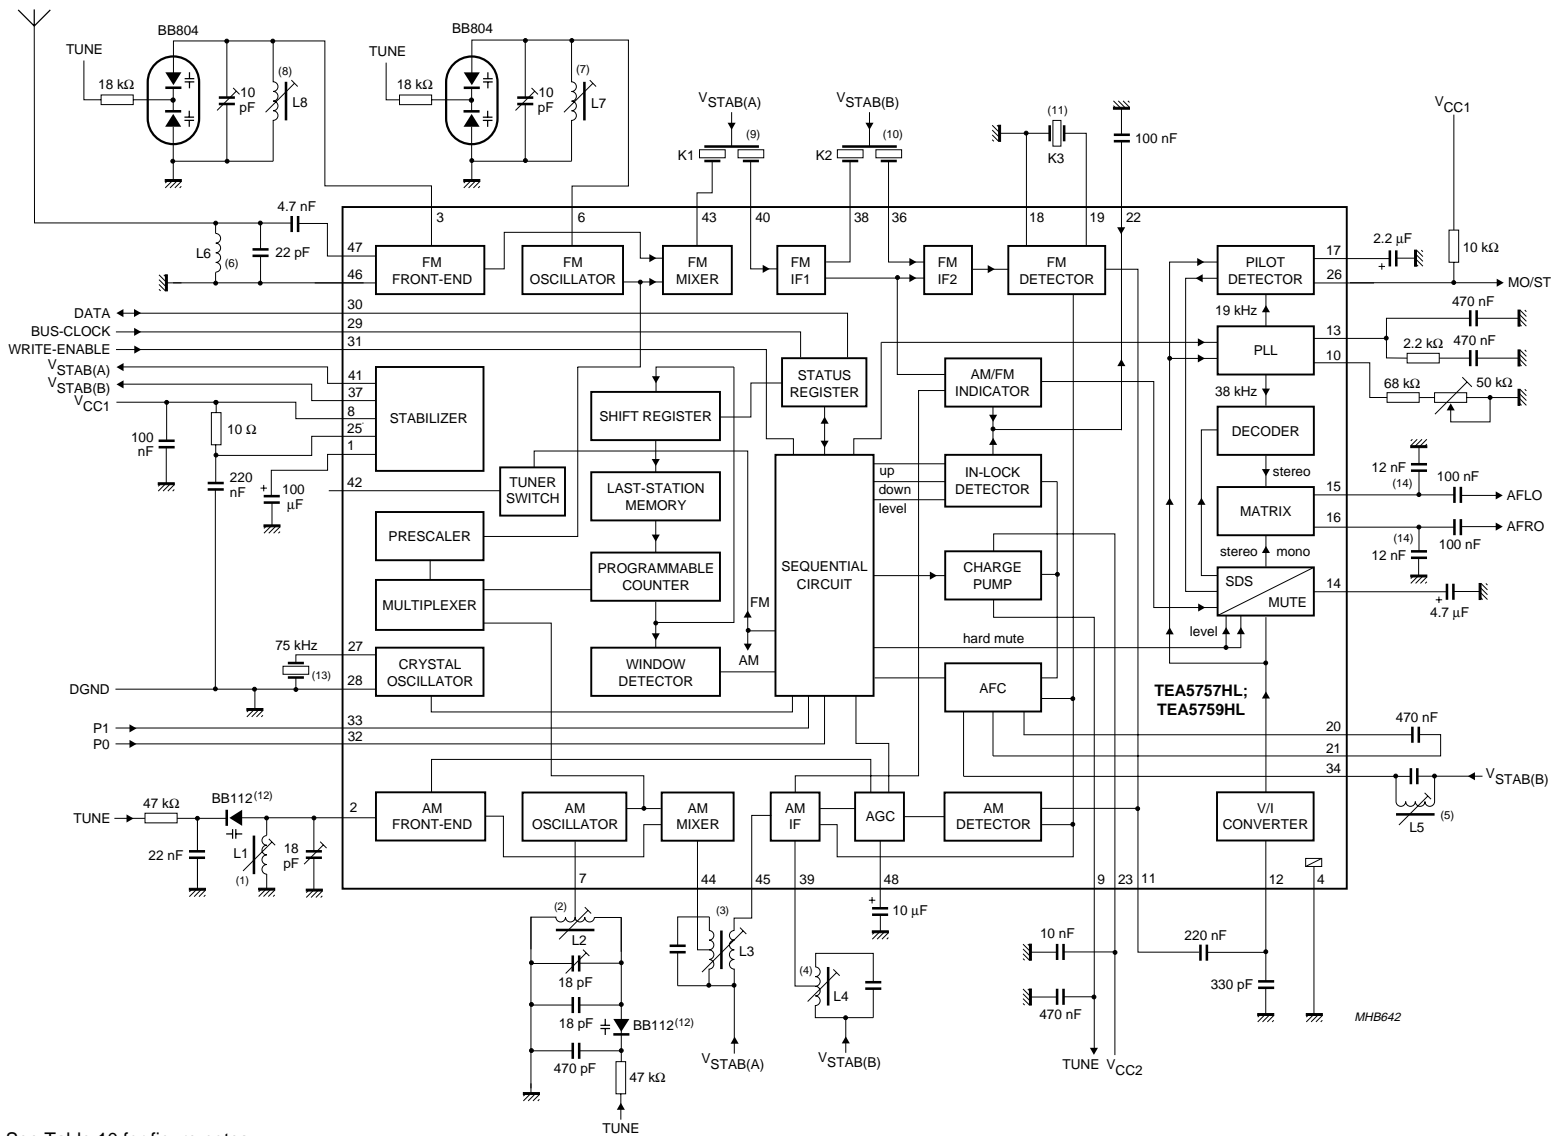 BB804
BB804
TUNE
TUNE
18 kΩ
10 pF
(8)
L8
18 kΩ
10 pF
(7)
L7
VSTAB(A)
VSTAB(B)
VCC1
K1
(9)
K2
(10)
(11)
K3
100 nF
4.7 nF
L6
(6)
22 pF
3
6
43
40
38
36
18
19
22
47
46
FM FRONT-END
FM OSCILLATOR
FM MIXER
FM IF1
FM IF2
FM DETECTOR
PILOT DETECTOR
17
26
2.2 μF
+
10 kΩ
MO/ST
19 kHz
DATA
30
BUS-CLOCK
29
WRITE-ENABLE
31
VSTAB(A)
41
VSTAB(B)
37
VCC1
8
25
1
STABILIZER
100 nF
10 Ω
220 nF
+
100 μF
42
TUNER SWITCH
SHIFT REGISTER
STATUS REGISTER
AM/FM INDICATOR
PLL
13
10
470 nF
2.2 kΩ
470 nF
68 kΩ
50 kΩ
38 kHz
DECODER
stereo
LAST-STATION MEMORY
up
down
level
IN-LOCK DETECTOR
MATRIX
15
16
12 nF
(14)
100 nF
AFLO
AFRO
(14)
12 nF
100 nF
PRESCALER
PROGRAMMABLE COUNTER
SEQUENTIAL CIRCUIT
CHARGE PUMP
stereo
mono
SDS
MUTE
14
+
4.7 μF
MULTIPLEXER
FM
AM
hard mute
level
75 kHz
(13)
27
28
CRYSTAL OSCILLATOR
WINDOW DETECTOR
AFC
TEA5757HL;
TEA5759HL
DGND
P1
33
P0
32
20
21
34
470 nF
VSTAB(B)
L5
(5)
TUNE
47 kΩ
BB112(12)
2
22 nF
L1
(1)
18 pF
AM FRONT-END
AM OSCILLATOR
AM MIXER
AM IF
AGC
AM DETECTOR
V/I CONVERTER
7
44
45
39
48
9
23
11
12
4
(2)
L2
18 pF
18 pF
BB112(12)
470 pF
47 kΩ
TUNE
(3)
L3
VSTAB(A)
(4)
L4
VSTAB(B)
+
10 μF
10 nF
470 nF
TUNE
VCC2
220 nF
330 pF
MHB642